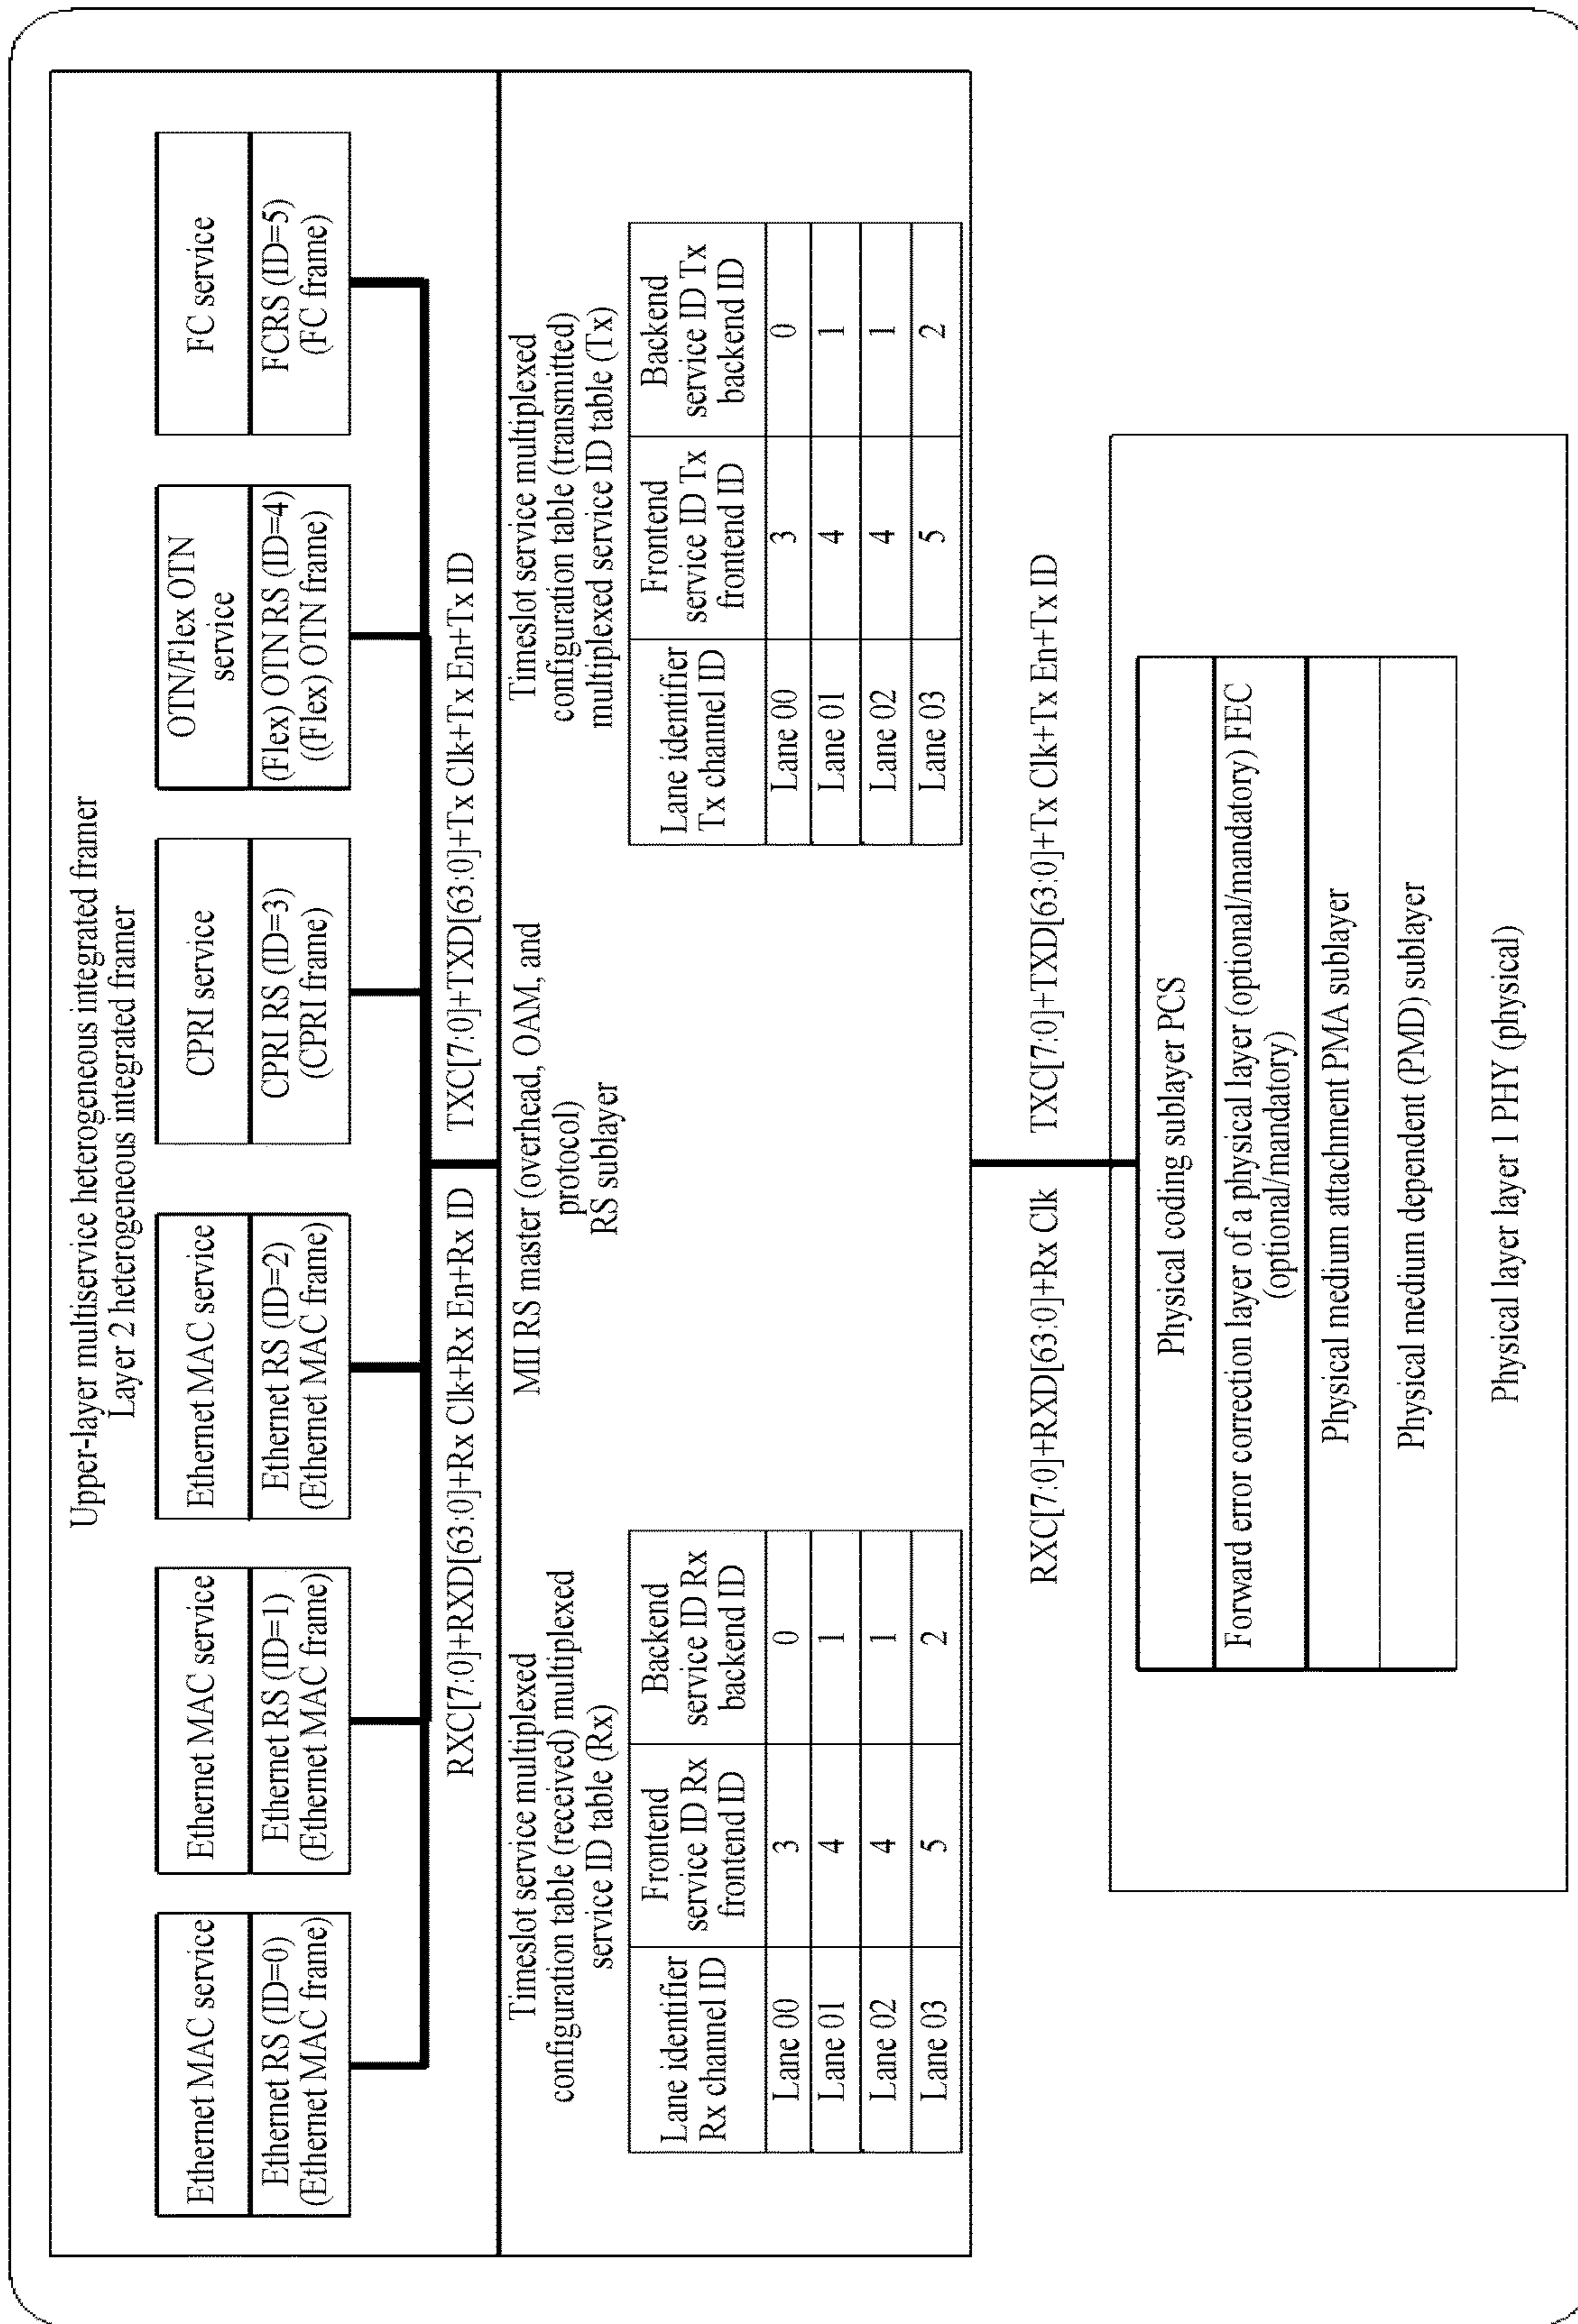 Upper-layer multiservice heterogeneous integrated framer
Layer 2 heterogeneous integrated framer
Ethernet MAC service
Ethernet RS (ID=0)
(Ethernet MAC frame)
Ethernet MAC service
Ethernet RS (ID=1)
(Ethernet MAC frame)
Ethernet MAC service
Ethernet RS (ID=2)
(Ethernet MAC frame)
CPRI service
CPRI RS (ID=3)
(CPRI frame)
OTN/Flex OTN
service
(Flex) OTN RS (ID=4)
((Flex) OTN frame)
FC service
FCRS (ID=5)
(FC frame)
RXC[7:0]+RXD[63:0]+Rx Clk+Rx En+Rx ID
TXC[7:0]+TXD[63:0]+Tx Clk+Tx En+Tx ID
Timeslot service multiplexed
configuration table (received) multiplexed
service ID table (Rx)
Lane identifier
Rx channel ID
Frontend
service ID Rx
frontend ID
Backend
service ID Rx
backend ID
Lane 00 3 0
Lane 01 4 1
Lane 02 4 1
Lane 03 5 2
MII RS master (overhead, OAM, and
protocol)
RS sublayer
Timeslot service multiplexed
configuration table (transmitted)
multiplexed service ID table (Tx)
Lane identifier
Tx channel ID
Frontend
service ID Tx
frontend ID
Backend
service ID Tx
backend ID
Lane 00 3 0
Lane 01 4 1
Lane 02 4 1
Lane 03 5 2
RXC[7:0]+RXD[63:0]+Rx Clk
TXC[7:0]+TXD[63:0]+Tx Clk+Tx En+Tx ID
Physical coding sublayer PCS
Forward error correction layer of a physical layer (optional/mandatory) FEC
(optional/mandatory)
Physical medium attachment PMA sublayer
Physical medium dependent (PMD) sublayer
Physical layer layer 1 PHY (physical)